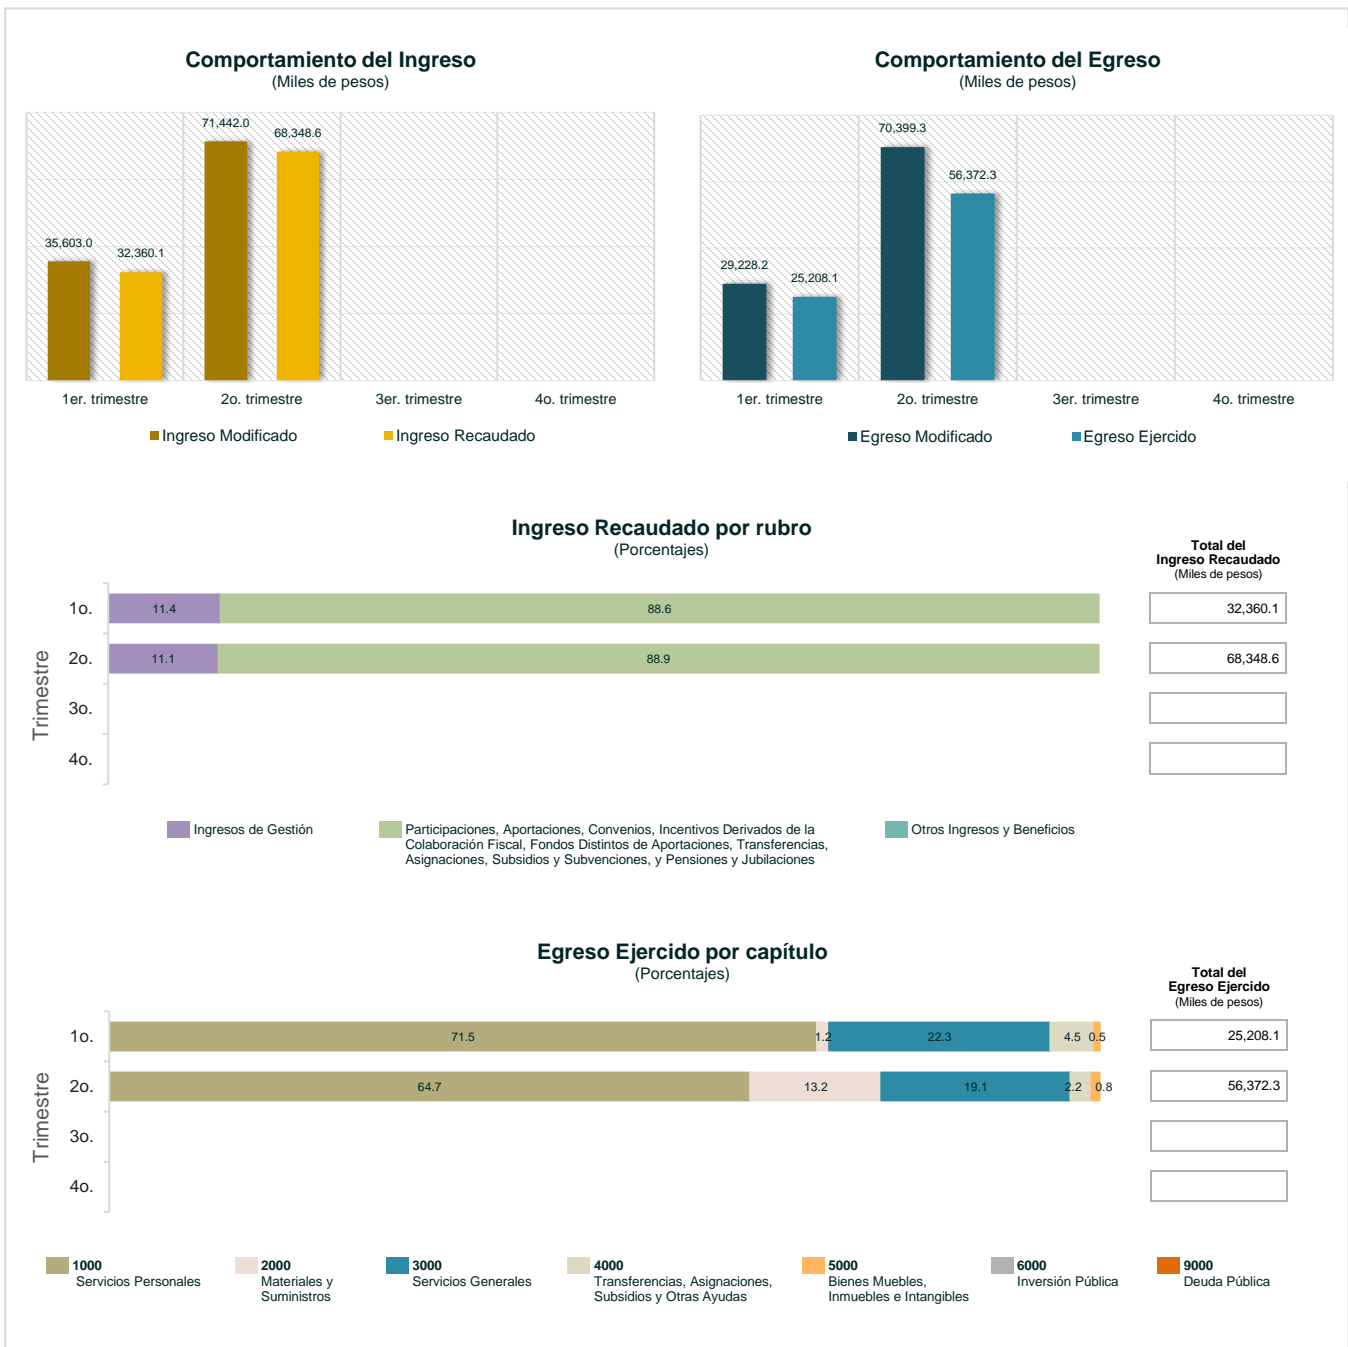 Comportamiento del Ingreso
(Miles de pesos)
71,442.0
68,348.6
35,603.0
32,360.1
1er. trimestre
2o. trimestre
3er. trimestre
4o. trimestre
Ingreso Modificado
Ingreso Recaudado
Comportamiento del Egreso
(Miles de pesos)
70,399.3
56,372.3
29,228.2
25,208.1
1er. trimestre
2o. trimestre
3er. trimestre
4o. trimestre
Egreso Modificado
Egreso Ejercido
Ingreso Recaudado por rubro
(Porcentajes)
Total del
Ingreso Recaudado
(Miles de pesos)
Trimestre
1o.
11.4
88.6
32,360.1
2o.
11.1
88.9
68,348.6
3o.
4o.
Ingresos de Gestión
Participaciones, Aportaciones, Convenios, Incentivos Derivados de la
Colaboración Fiscal, Fondos Distintos de Aportaciones, Transferencias,
Asignaciones, Subsidios y Subvenciones, y Pensiones y Jubilaciones
Otros Ingresos y Beneficios
Egreso Ejercido por capítulo
(Porcentajes)
Total del
Egreso Ejercido
(Miles de pesos)
Trimestre
1o.
71.5
1.2
22.3
4.5
0.5
25,208.1
2o.
64.7
13.2
19.1
2.2
0.8
56,372.3
3o.
4o.
1000
Servicios Personales
2000
Materiales y
Suministros
3000
Servicios Generales
4000
Transferencias, Asignaciones,
Subsidios y Otras Ayudas
5000
Bienes Muebles,
Inmuebles e Intangibles
6000
Inversión Pública
9000
Deuda Pública